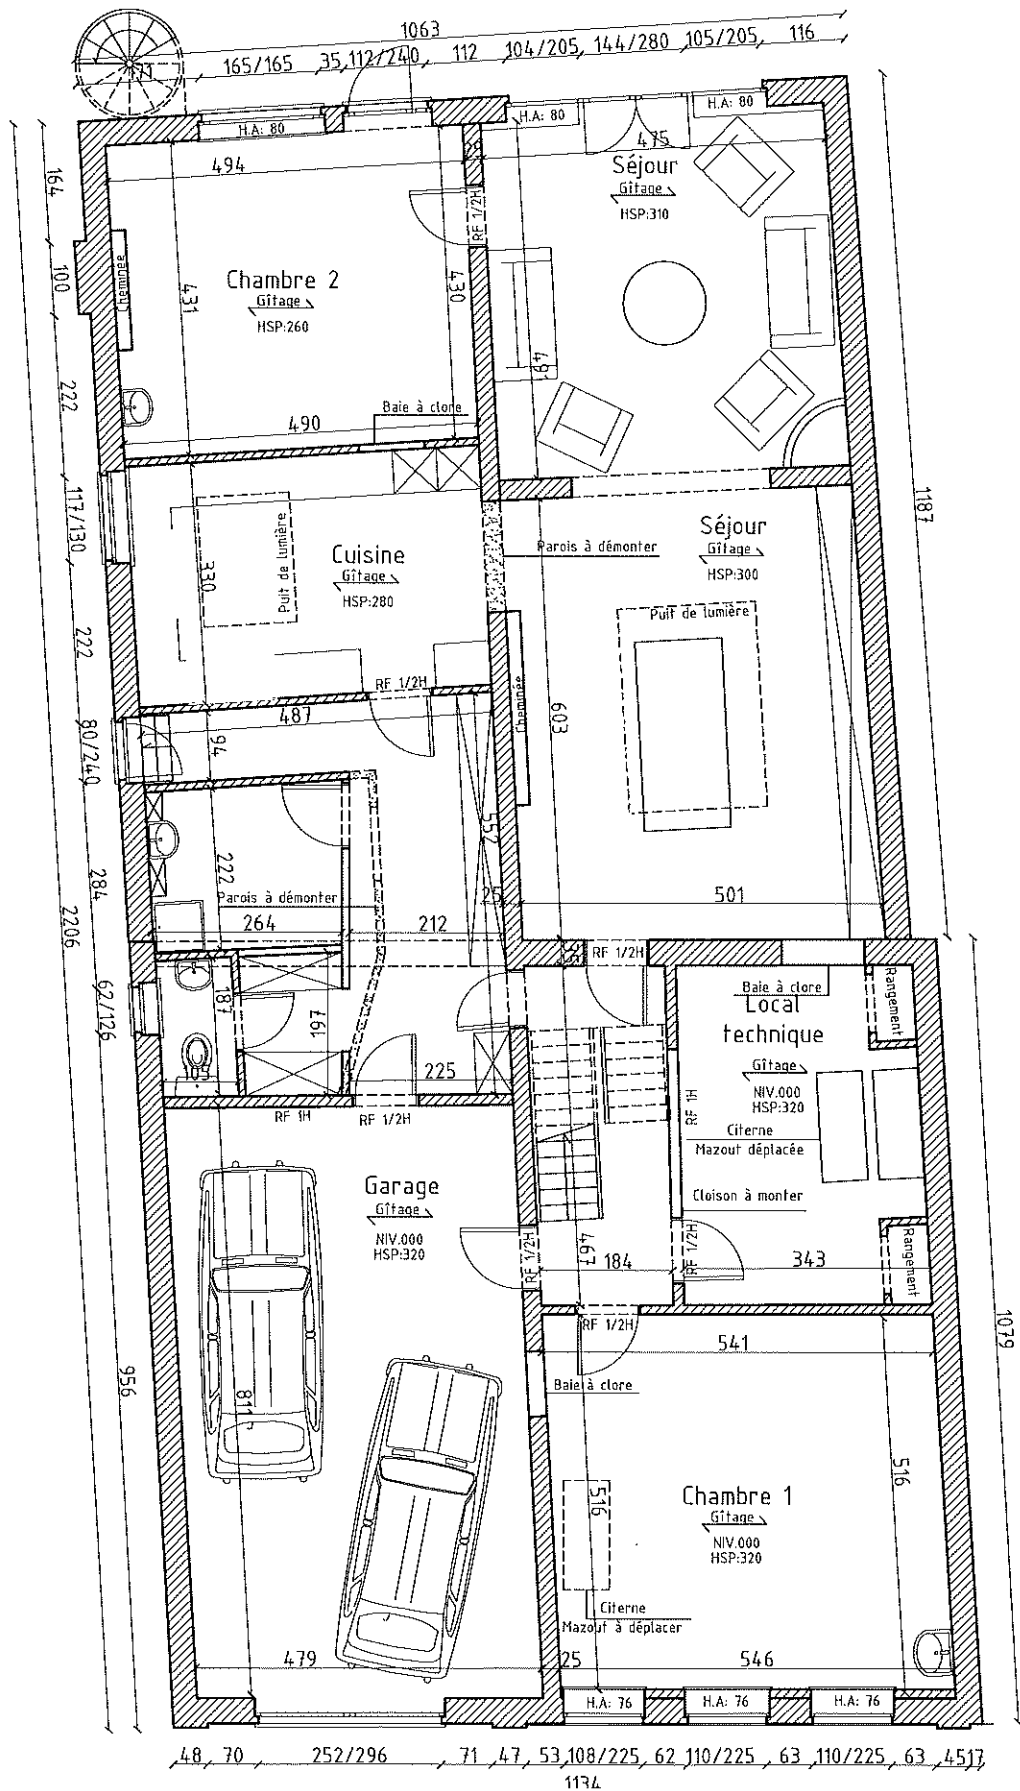 1063
71 165/165 35 112/240 112 104/205 144/280 105/205 116
H.A: 80
H.A: 80
H.A: 80
494
25
475
Séjour
Gîtage
HSP:310
RF 1/2H
164
100
222
117/130
222
80/240
284
62/126
956
2206
Cheminée
Chambre 2
Gîtage
HSP:260
431
430
491
490
Baie à clore
1187
Cuisine
Gîtage
HSP:280
Puit de lumière
330
Parois à démonter
Séjour
Gîtage
HSP:300
Puit de lumière
RF 1/2H
Cheminée
603
487
94
552
222
Parois à démonter
264
212
25
501
RF 1/2H
187
197
103
225
RF 1H
RF 1/2H
Baie à clore
Rangement
Local
technique
Gîtage
NIV.000
HSP:320
RF 1H
Citerne
Mazout déplacée
Cloison à monter
Rangement
Garage
Gîtage
NIV.000
HSP:320
RF 1/2H
467
184
RF 1/2H
343
RF 1/2H
1079
541
Baie à clore
811
516
516
Chambre 1
Gîtage
NIV.000
HSP:320
Citerne
Mazout à déplacer
479
25
546
H.A: 76
H.A: 76
H.A: 76
48 70 252/296 71 47 53 108/225 62 110/225 63 110/225 63 45 17
1134